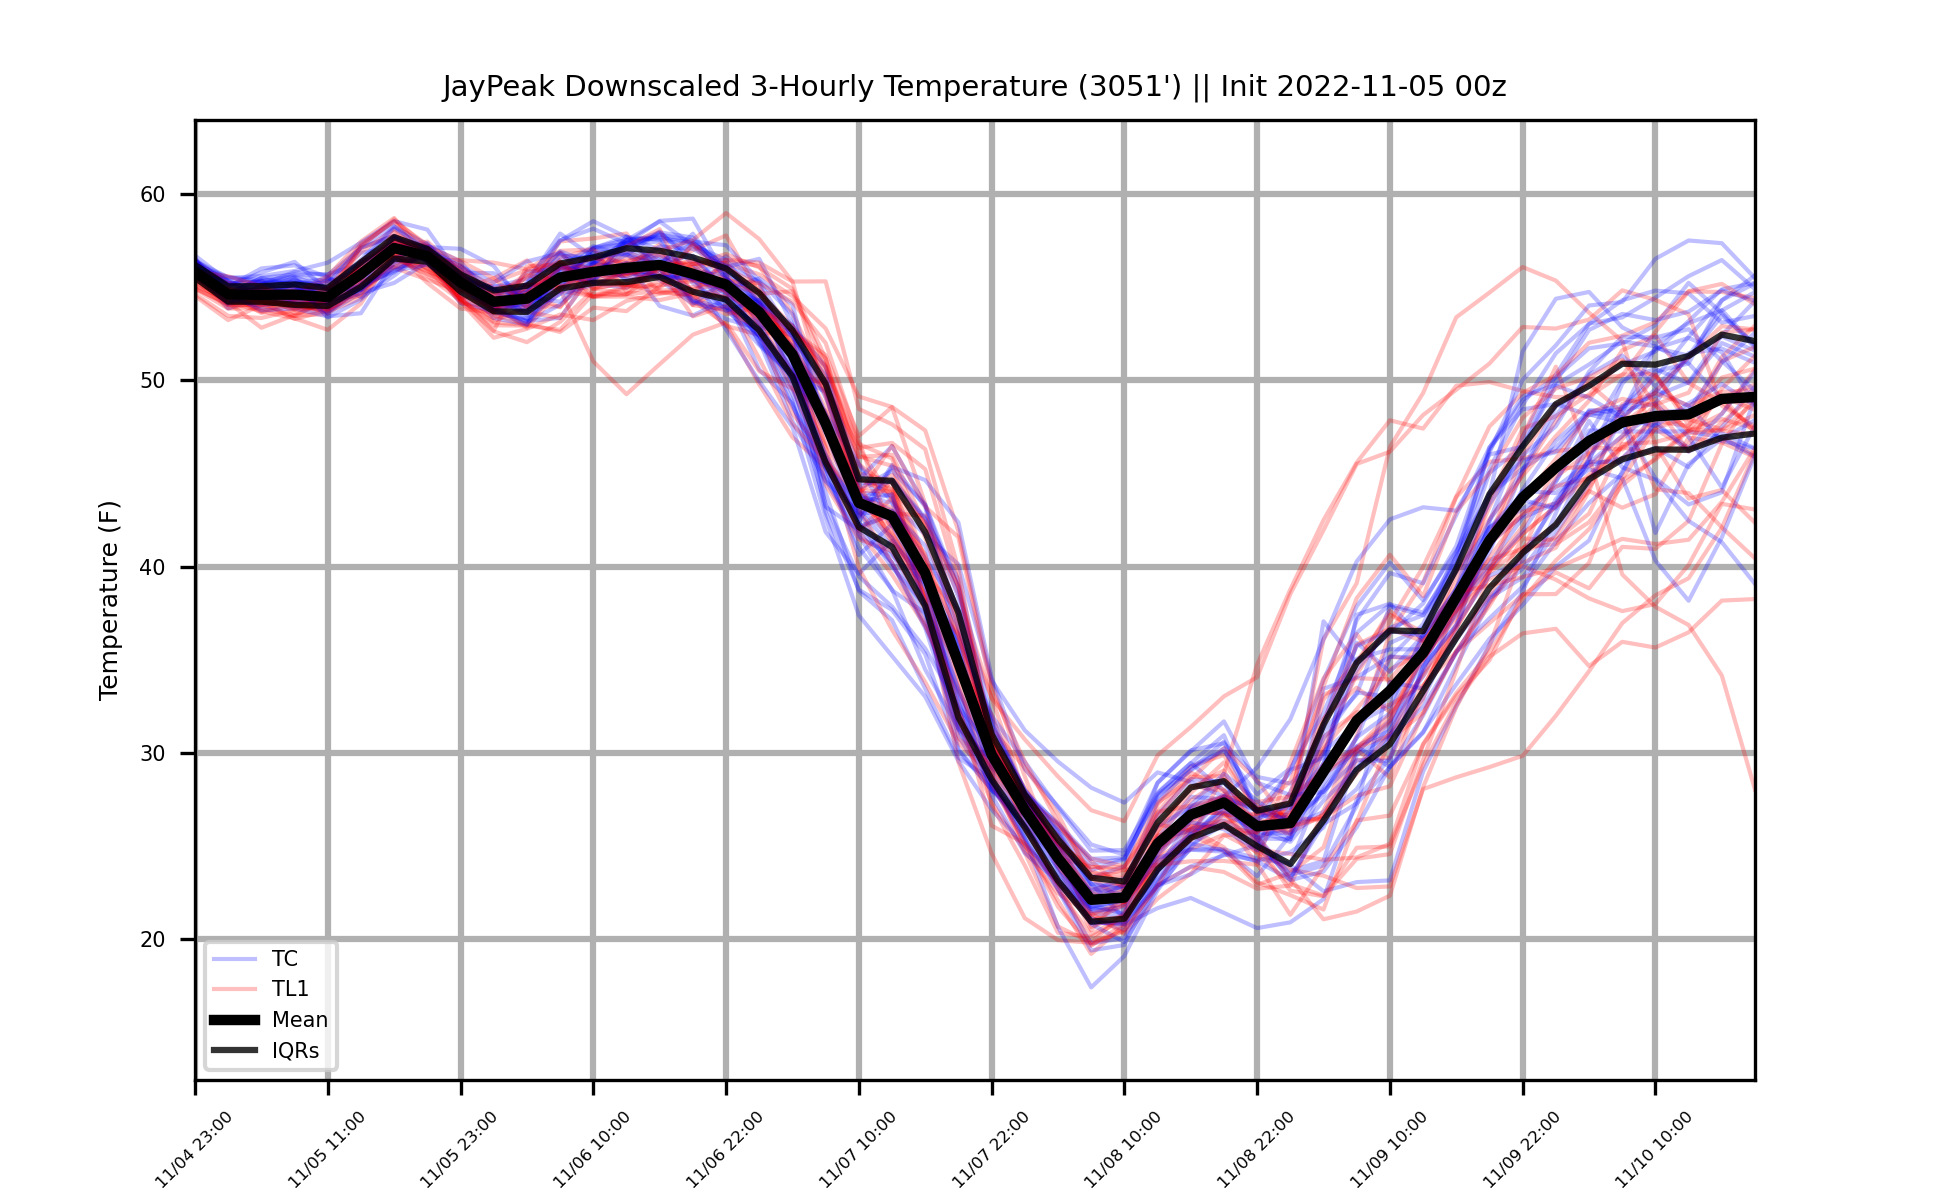 JayPeak Downscaled 3-Hourly Temperature (3051') || Init 2022-11-05 00z
Temperature (F)
60
50
40
30
20
TC
TL1
Mean
IQRs
11/04 23:00
11/05 11:00
11/05 23:00
11/06 10:00
11/06 22:00
11/07 10:00
11/07 22:00
11/08 10:00
11/08 22:00
11/09 10:00
11/09 22:00
11/10 10:00